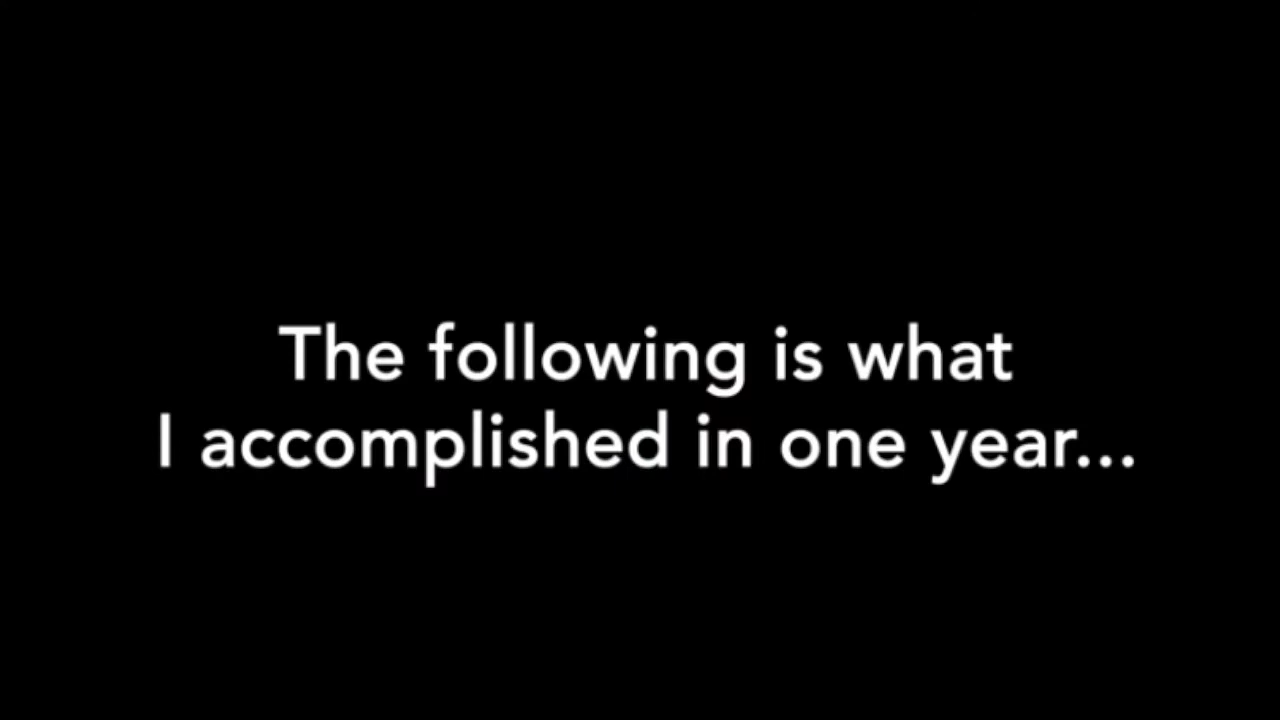 The following is what
I accomplished in one year...